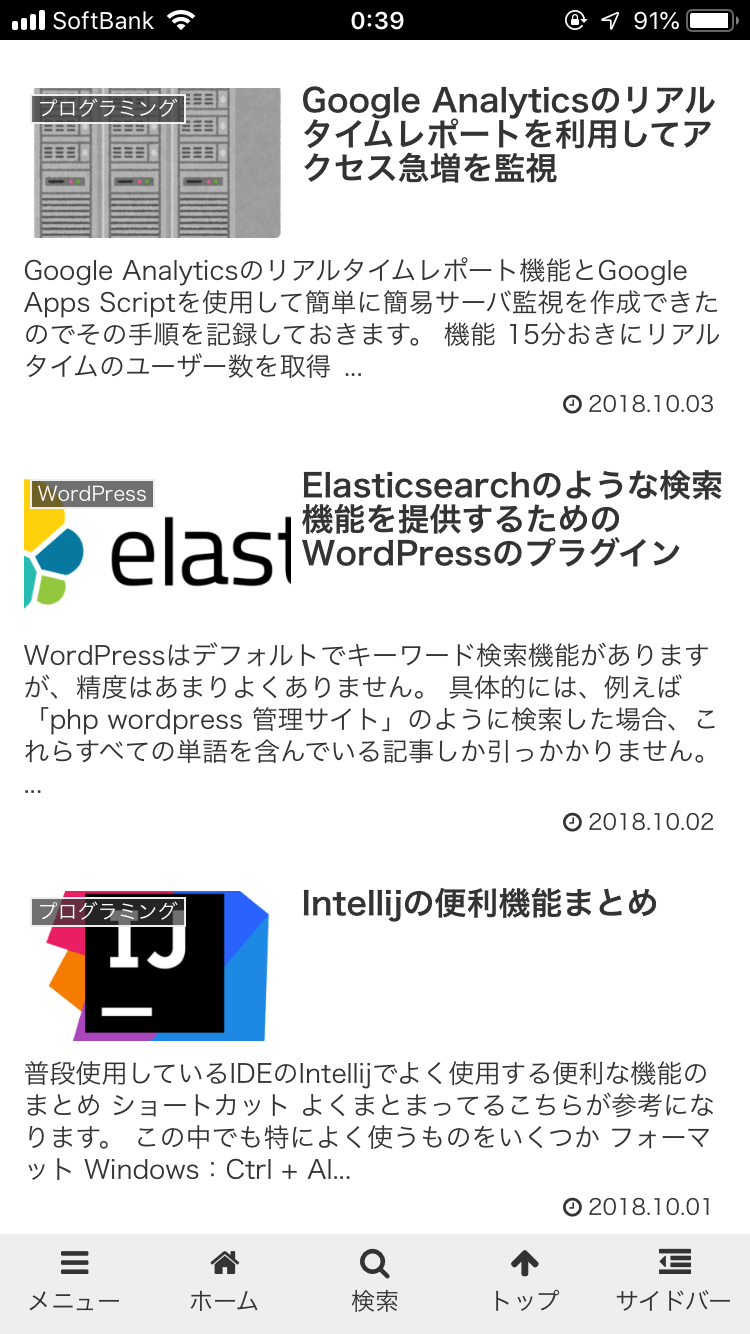 SoftBank 0:39 91%
プログラミング
Google Analyticsのリアル
タイムレポートを利用してア
クセス急増を監視
Google Analyticsのリアルタイムレポート機能とGoogle
Apps Scriptを使用して簡単に簡易サーバ監視を作成できた
のでその手順を記録しておきます。 機能 15分おきにリアル
タイムのユーザー数を取得 ...
2018.10.03
WordPress
elast
Elasticsearchのような検索
機能を提供するための
WordPressのプラグイン
WordPressはデフォルトでキーワード検索機能があります
が、精度はあまりよくありません。 具体的には、例えば
「php wordpress 管理サイト」のように検索した場合、こ
れらすべての単語を含んでいる記事しか引っかかりません。
...
2018.10.02
プログラミング
IJ
Intellijの便利機能まとめ
普段使用しているIDEのIntellijでよく使用する便利な機能の
まとめ ショートカット よくまとまってるこちらが参考にな
ります。 この中でも特によく使うものをいくつか フォーマ
ット Windows：Ctrl + Al...
2018.10.01
メニュー ホーム 検索 トップ サイドバー